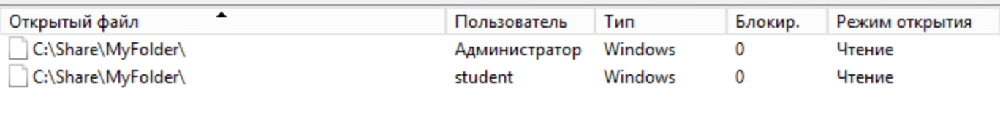 Открытый файл Пользователь Тип Блокир. Режим открытия
C:\Share\MyFolder\ Администратор Windows 0 Чтение
C:\Share\MyFolder\ student Windows 0 Чтение